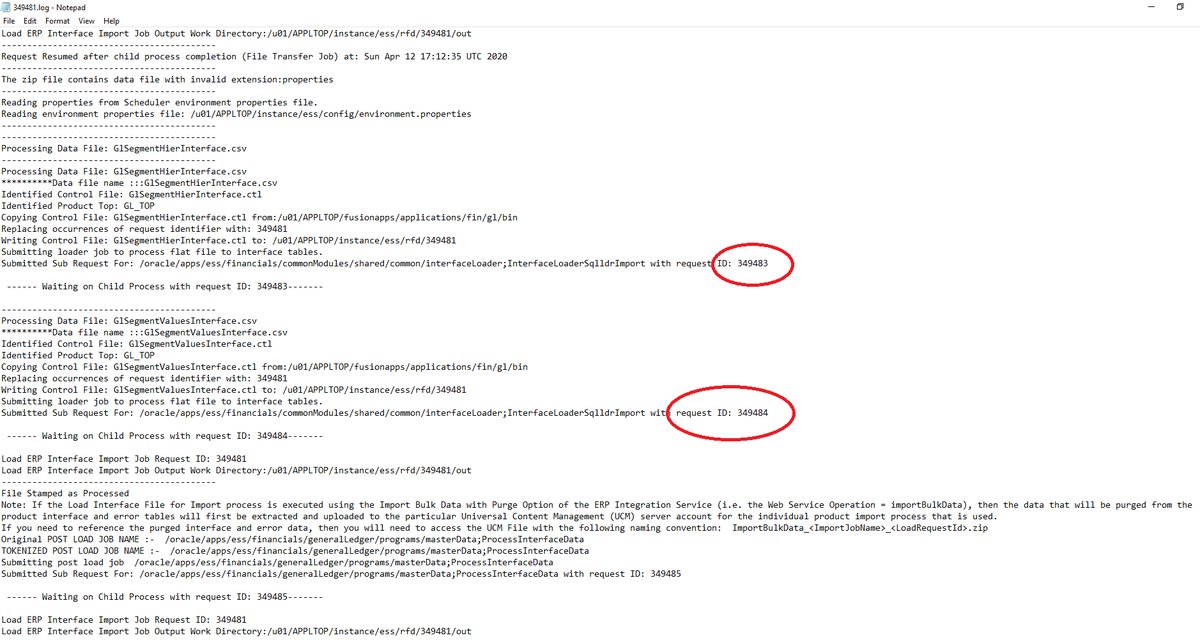 349481.log - Notepad
File Edit Format View Help
Load ERP Interface Import Job Output Work Directory:/u01/APPLTOP/instance/ess/rfd/349481/out
----------------------------------------
Request Resumed after child process completion (File Transfer Job) at: Sun Apr 12 17:12:35 UTC 2020
----------------------------------------
The zip file contains data file with invalid extension:properties
----------------------------------------
Reading properties from Scheduler environment properties file.
Reading environment properties file: /u01/APPLTOP/instance/ess/config/environment.properties
----------------------------------------
----------------------------------------
Processing Data File: GlSegmentHierInterface.csv
----------------------------------------
Processing Data File: GlSegmentHierInterface.csv
**********Data file name :::GlSegmentHierInterface.csv
Identified Control File: GlSegmentHierInterface.ctl
Identified Product Top: GL_TOP
Copying Control File: GlSegmentHierInterface.ctl from:/u01/APPLTOP/fusionapps/applications/fin/gl/bin
Replacing occurrences of request identifier with: 349481
Writing Control File: GlSegmentHierInterface.ctl to: /u01/APPLTOP/instance/ess/rfd/349481
Submitting loader job to process flat file to interface tables.
Submitted Sub Request For: /oracle/apps/ess/financials/commonModules/shared/common/interfaceLoader;InterfaceLoaderSqlldrImport with request ID: 349483
------ Waiting on Child Process with request ID: 349483-------
----------------------------------------
Processing Data File: GlSegmentValuesInterface.csv
**********Data file name :::GlSegmentValuesInterface.csv
Identified Control File: GlSegmentValuesInterface.ctl
Identified Product Top: GL_TOP
Copying Control File: GlSegmentValuesInterface.ctl from:/u01/APPLTOP/fusionapps/applications/fin/gl/bin
Replacing occurrences of request identifier with: 349481
Writing Control File: GlSegmentValuesInterface.ctl to: /u01/APPLTOP/instance/ess/rfd/349481
Submitting loader job to process flat file to interface tables.
Submitted Sub Request For: /oracle/apps/ess/financials/commonModules/shared/common/interfaceLoader;InterfaceLoaderSqlldrImport with request ID: 349484
------ Waiting on Child Process with request ID: 349484-------
Load ERP Interface Import Job Request ID: 349481
Load ERP Interface Import Job Output Work Directory:/u01/APPLTOP/instance/ess/rfd/349481/out
----------------------------------------
File Stamped as Processed
Note: If the Load Interface File for Import process is executed using the Import Bulk Data with Purge Option of the ERP Integration Service (i.e. the Web Service Operation = importBulkData), then the data that will be purged from the
product interface and error tables will first be extracted and uploaded to the particular Universal Content Management (UCM) server account for the individual product import process that is used.
If you need to reference the purged interface and error data, then you will need to access the UCM File with the following naming convention:  ImportBulkData_<ImportJobName>_<LoadRequestId>.zip
Original POST LOAD JOB NAME :-  /oracle/apps/ess/financials/generalLedger/programs/masterData;ProcessInterfaceData
TOKENIZED POST LOAD JOB NAME :-  /oracle/apps/ess/financials/generalLedger/programs/masterData;ProcessInterfaceData
Submitting post load job  /oracle/apps/ess/financials/generalLedger/programs/masterData;ProcessInterfaceData
Submitted Sub Request For: /oracle/apps/ess/financials/generalLedger/programs/masterData;ProcessInterfaceData with request ID: 349485
------ Waiting on Child Process with request ID: 349485-------
Load ERP Interface Import Job Request ID: 349481
Load ERP Interface Import Job Output Work Directory:/u01/APPLTOP/instance/ess/rfd/349481/out